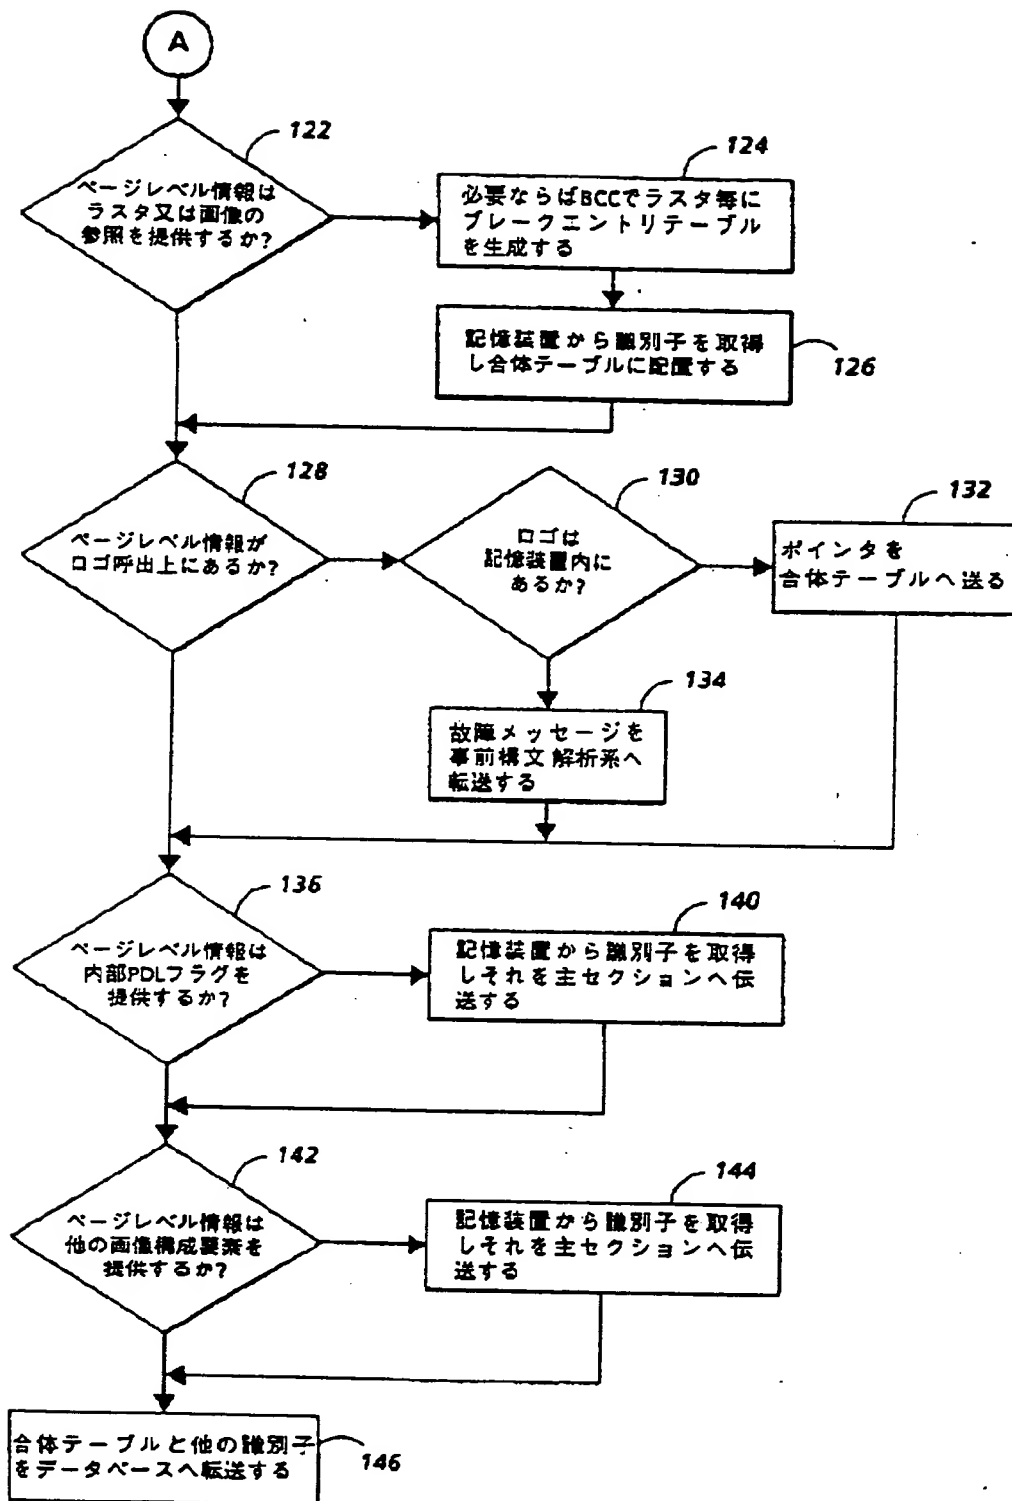 A
122
ページレベル情報は
ラスタ又は画像の
参照を提供するか?
124
必要ならばBCCでラスタ毎に
ブレークエントリテーブル
を生成する
記憶装置から識別子を取得
し合体テーブルに配置する
126
128
ページレベル情報が
ロゴ呼出上にあるか?
130
ロゴは
記憶装置内に
あるか?
132
ポインタを
合体テーブルへ送る
134
故障メッセージを
事前構文解析系へ
転送する
136
ページレベル情報は
内部PDLフラグを
提供するか?
140
記憶装置から識別子を取得
しそれを主セクションへ伝
送する
142
ページレベル情報は
他の画像構成要素を
提供するか?
144
記憶装置から識別子を取得
しそれを主セクションへ伝
送する
合体テーブルと他の識別子
をデータベースへ転送する
146